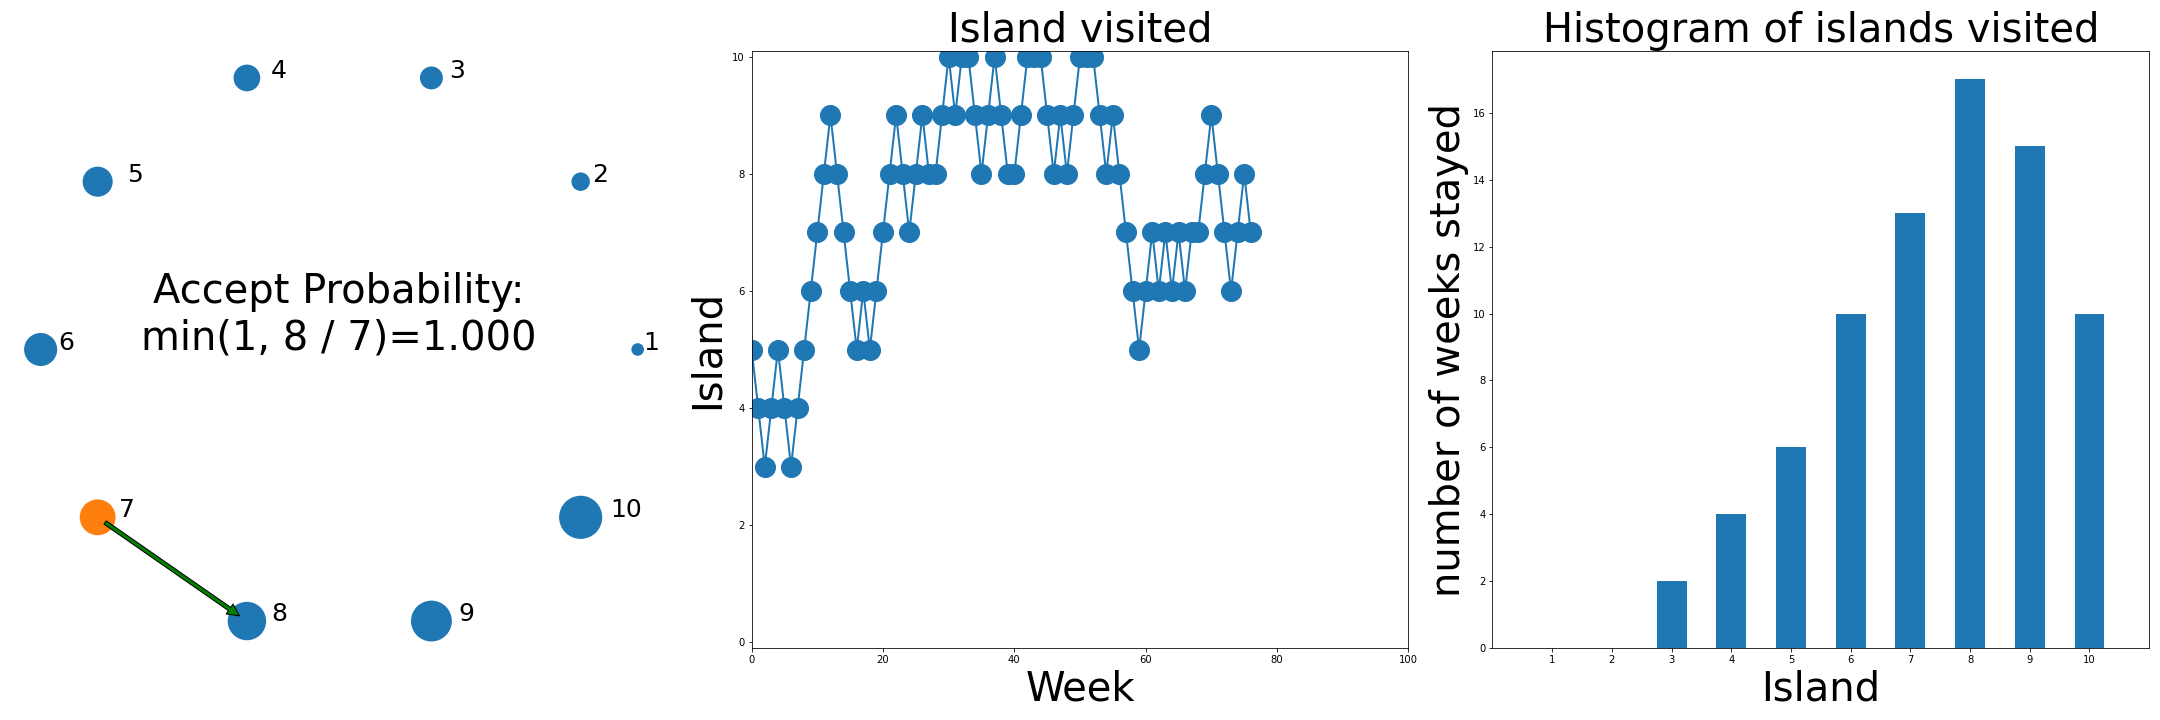 4
3
5
2
Accept Probability:
min(1, 8 / 7)=1.000
6
1
7
10
8
9
Island visited
Island
10
8
6
4
2
0
0 20 40 60 80 100
Week
Histogram of islands visited
number of weeks stayed
16
14
12
10
8
6
4
2
0
1 2 3 4 5 6 7 8 9 10
Island